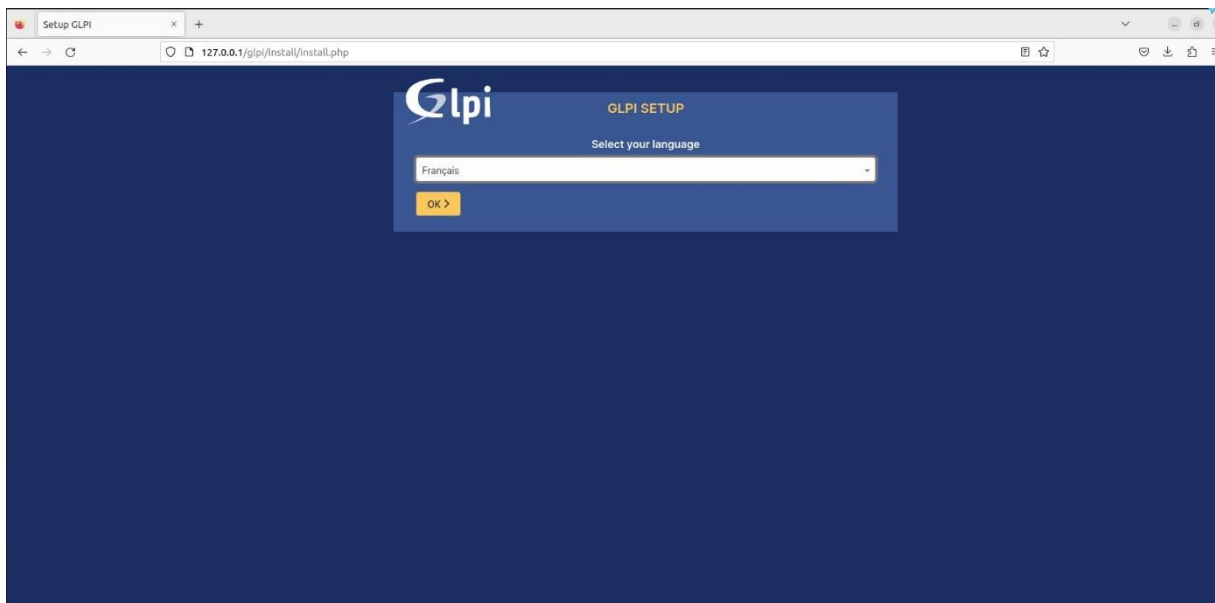 Setup GLPI
127.0.0.1/glpi/install/install.php
Glpi
GLPI SETUP
Select your language
Français
OK